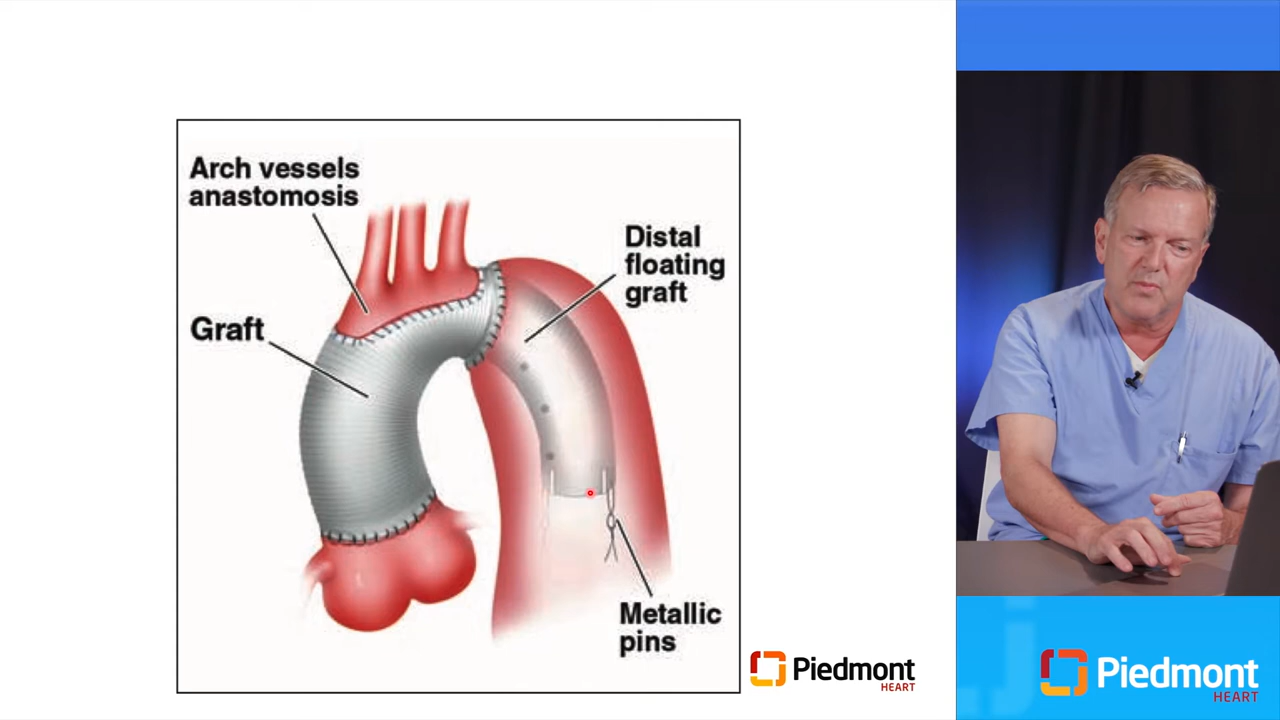 Arch vessels
anastomosis
Distal
floating
graft
Graft
Metallic
pins
Piedmont
HEART
Piedmont
HEART